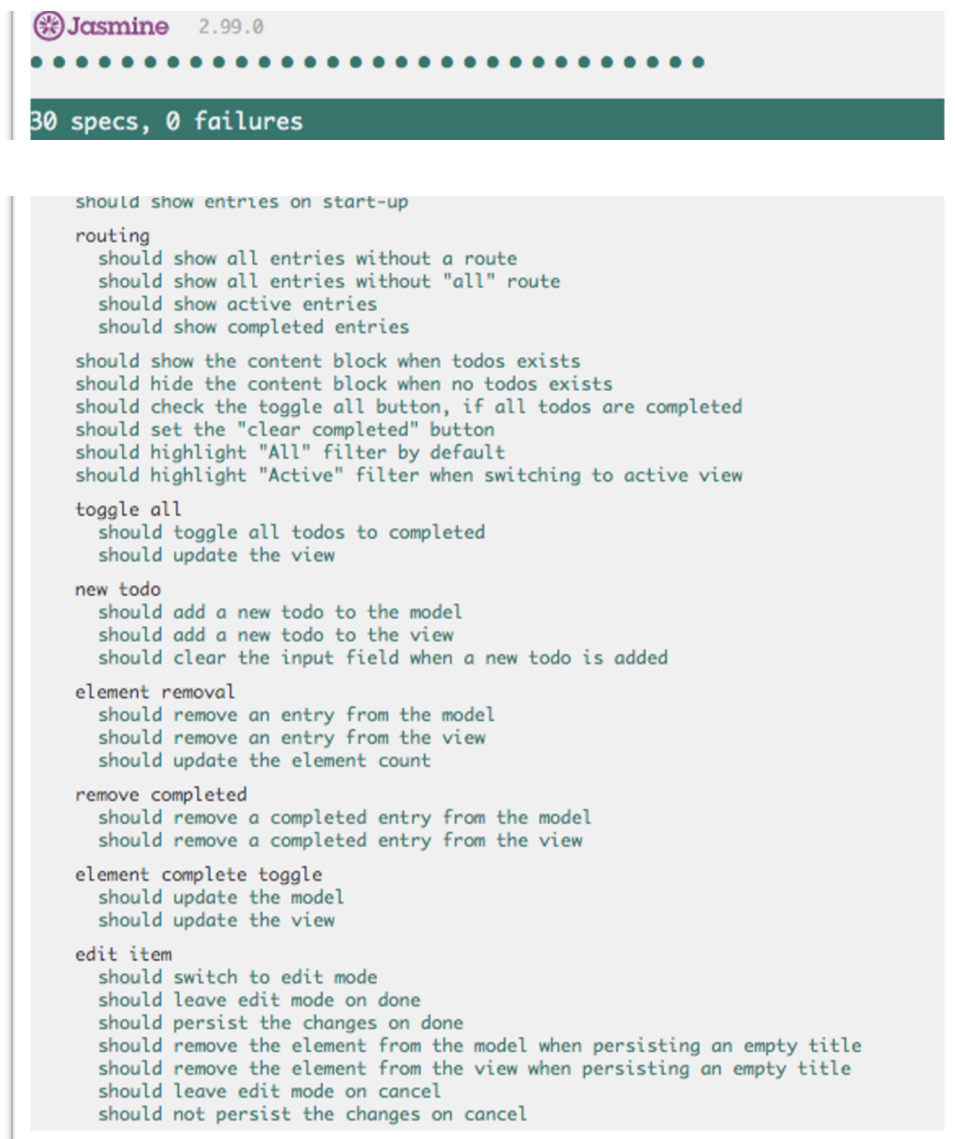 Jasmine 2.99.0
30 specs, 0 failures
should show entries on start-up
routing
should show all entries without a route
should show all entries without "all" route
should show active entries
should show completed entries
should show the content block when todos exists
should hide the content block when no todos exists
should check the toggle all button, if all todos are completed
should set the "clear completed" button
should highlight "All" filter by default
should highlight "Active" filter when switching to active view
toggle all
should toggle all todos to completed
should update the view
new todo
should add a new todo to the model
should add a new todo to the view
should clear the input field when a new todo is added
element removal
should remove an entry from the model
should remove an entry from the view
should update the element count
remove completed
should remove a completed entry from the model
should remove a completed entry from the view
element complete toggle
should update the model
should update the view
edit item
should switch to edit mode
should leave edit mode on done
should persist the changes on done
should remove the element from the model when persisting an empty title
should remove the element from the view when persisting an empty title
should leave edit mode on cancel
should not persist the changes on cancel